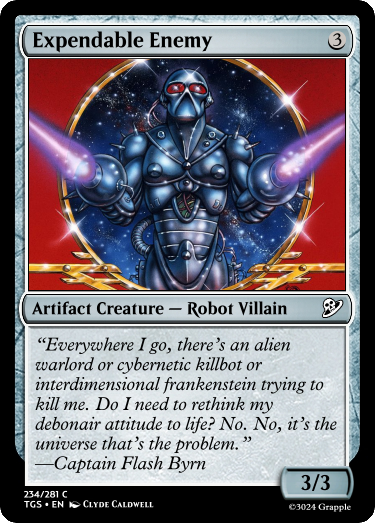 Expendable Enemy 3
Artifact Creature — Robot Villain
“Everywhere I go, there’s an alien
warlord or cybernetic killbot or
interdimensional frankenstein trying to
kill me. Do I need to rethink my
debonair attitude to life? No. No, it’s the
universe that’s the problem.”
—Captain Flash Byrn
3/3
234/281 C
TGS • EN Clyde Caldwell
©3024 Grapple